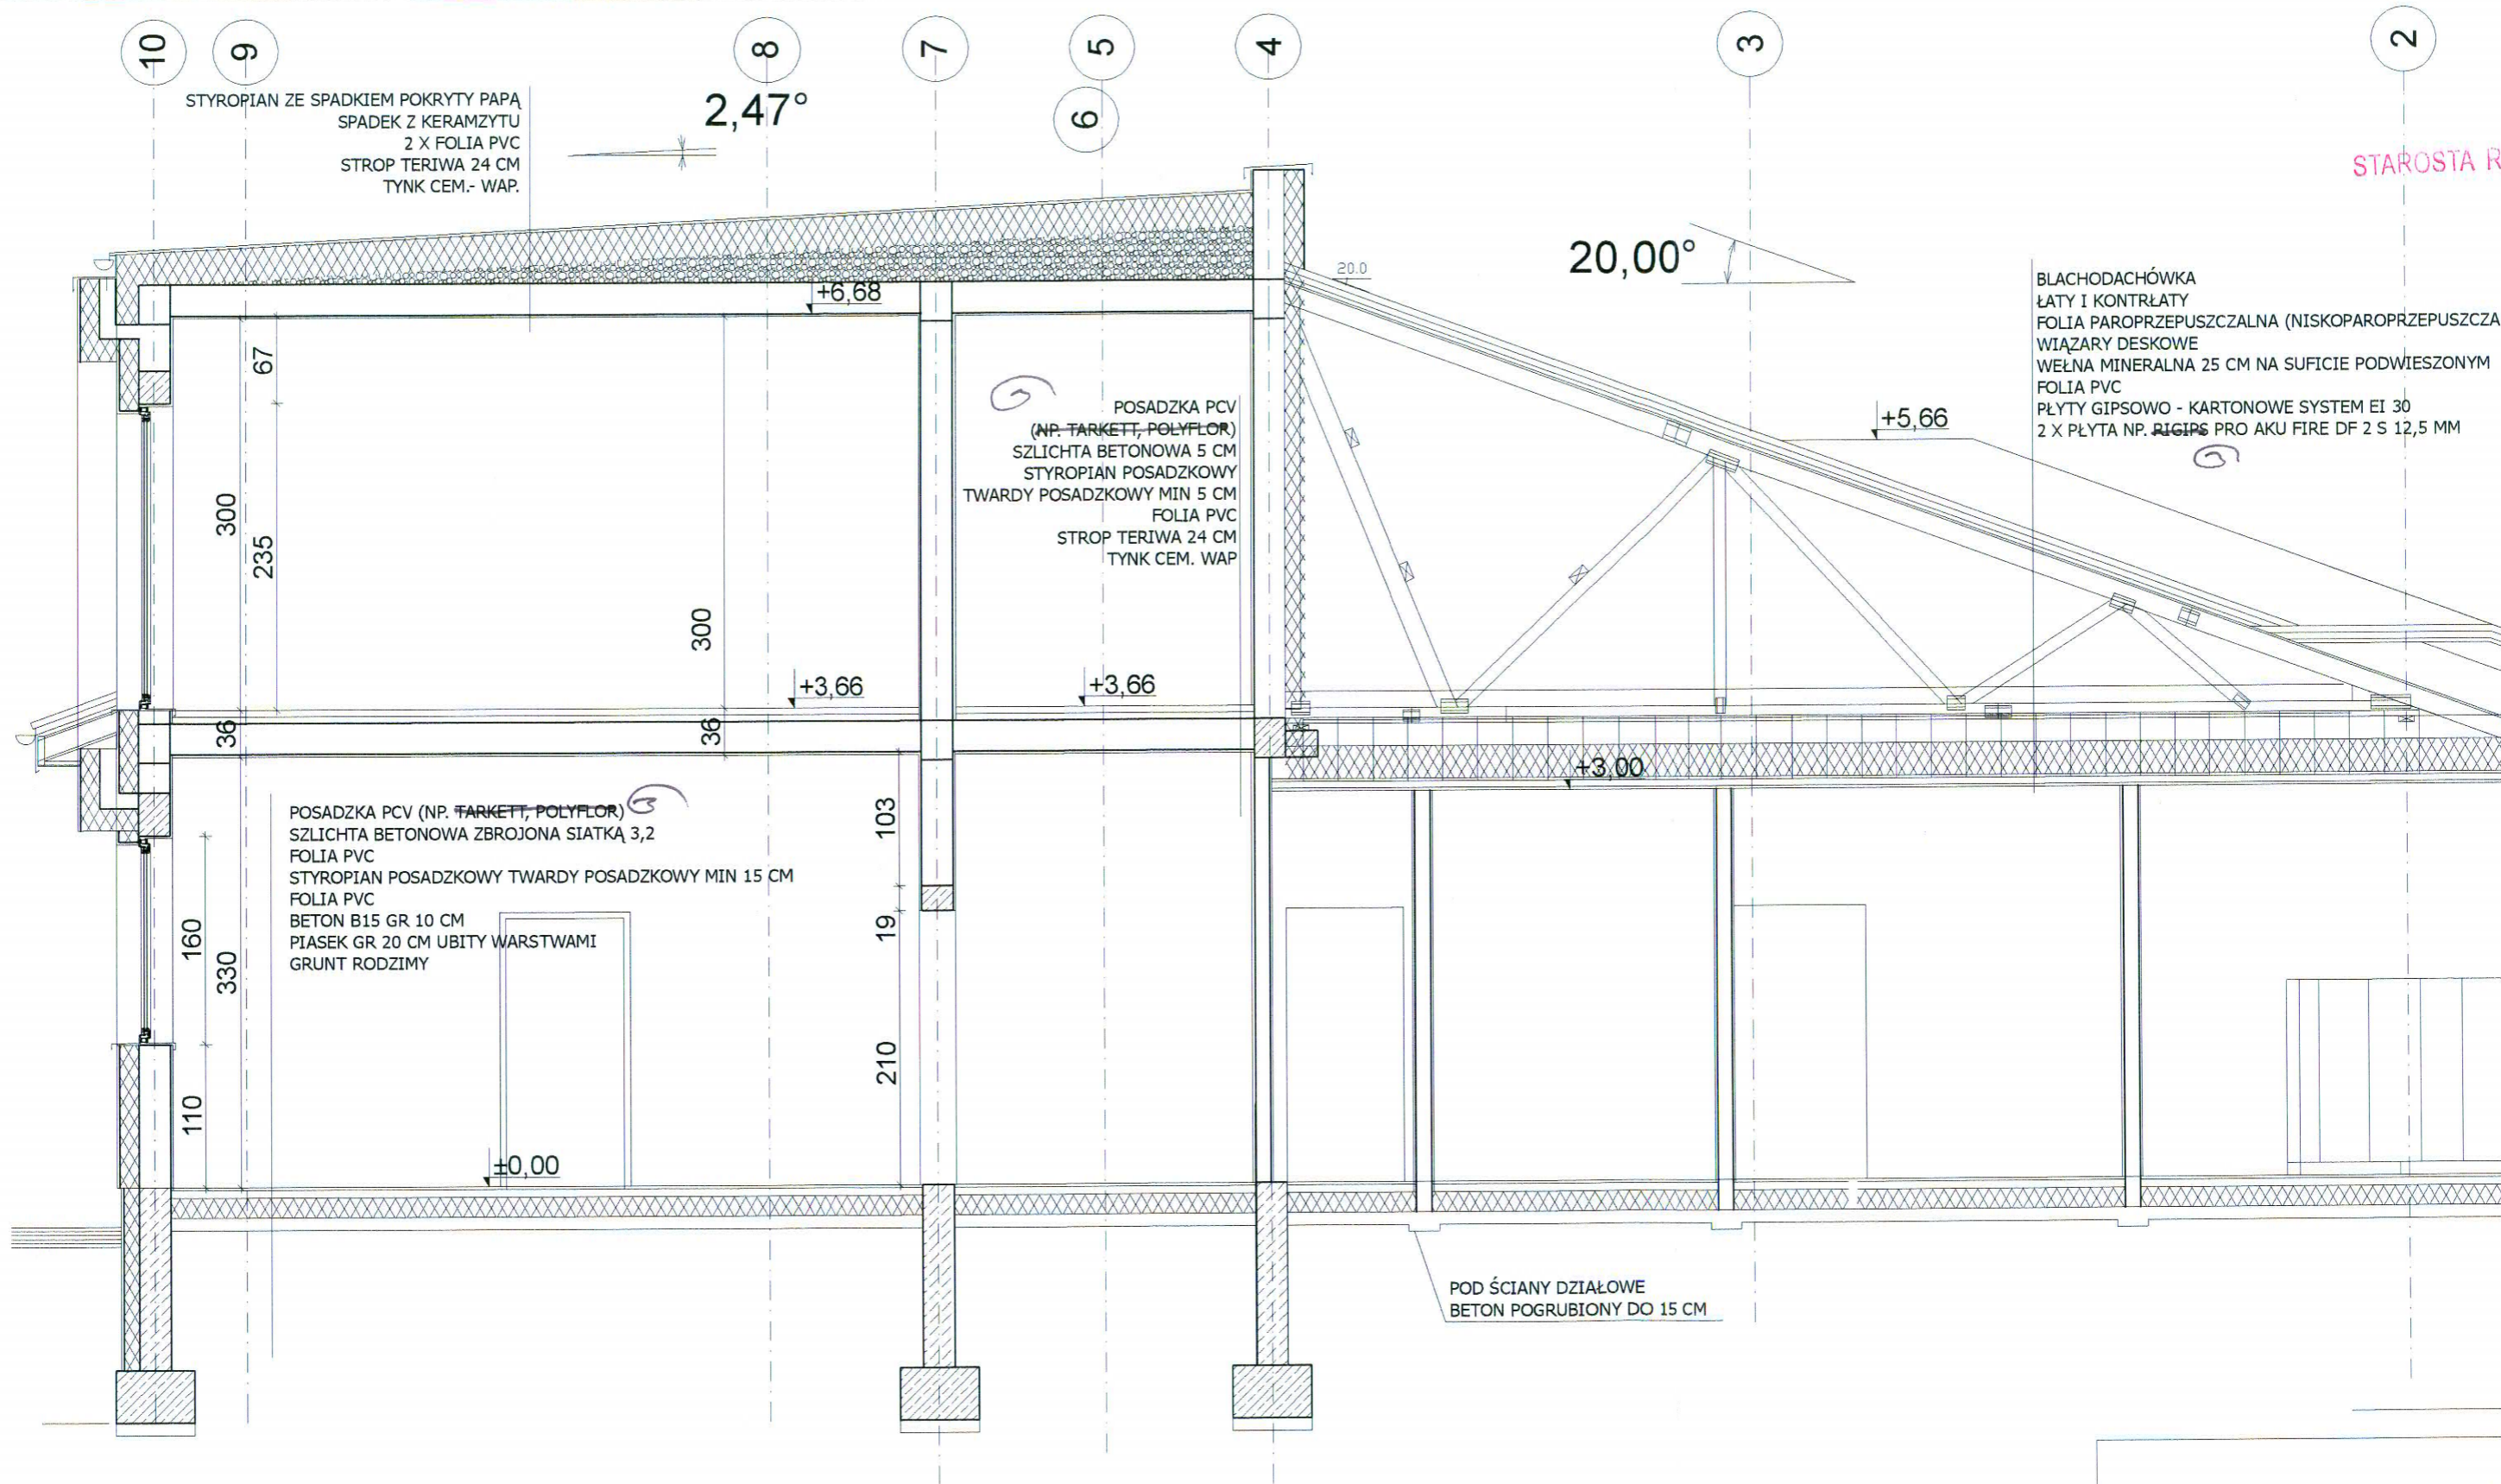 10
9
8
7
5
4
3
2
6
STYROPIAN ZE SPADKIEM POKRYTY PAPĄ
SPADEK Z KERAMZYTU
2 X FOLIA PVC
STROP TERIWA 24 CM
TYNK CEM.- WAP.
2,47°
STAROSTA R
20,00°
20.0
BLACHODACHÓWKA
ŁATY I KONTRŁATY
FOLIA PAROPRZEPUSZCZALNA (NISKOPAROPRZEPUSZCZA
WIĄZARY DESKOWE
WEŁNA MINERALNA 25 CM NA SUFICIE PODWIESZONYM
FOLIA PVC
PŁYTY GIPSOWO - KARTONOWE SYSTEM EI 30
2 X PŁYTA NP. RIGIPS PRO AKU FIRE DF 2 S 12,5 MM
3
+6,68
+5,66
67
300
235
3
POSADZKA PCV
(NP. TARKETT, POLYFLOR)
SZLICHTA BETONOWA 5 CM
STYROPIAN POSADZKOWY
TWARDY POSADZKOWY MIN 5 CM
FOLIA PVC
STROP TERIWA 24 CM
TYNK CEM. WAP
300
+3,66
+3,66
36
36
+3,00
POSADZKA PCV (NP. TARKETT, POLYFLOR) 3
SZLICHTA BETONOWA ZBROJONA SIATKĄ 3,2
FOLIA PVC
STYROPIAN POSADZKOWY TWARDY POSADZKOWY MIN 15 CM
FOLIA PVC
BETON B15 GR 10 CM
PIASEK GR 20 CM UBITY WARSTWAMI
GRUNT RODZIMY
103
19
210
160
330
110
±0,00
POD ŚCIANY DZIAŁOWE
BETON POGRUBIONY DO 15 CM